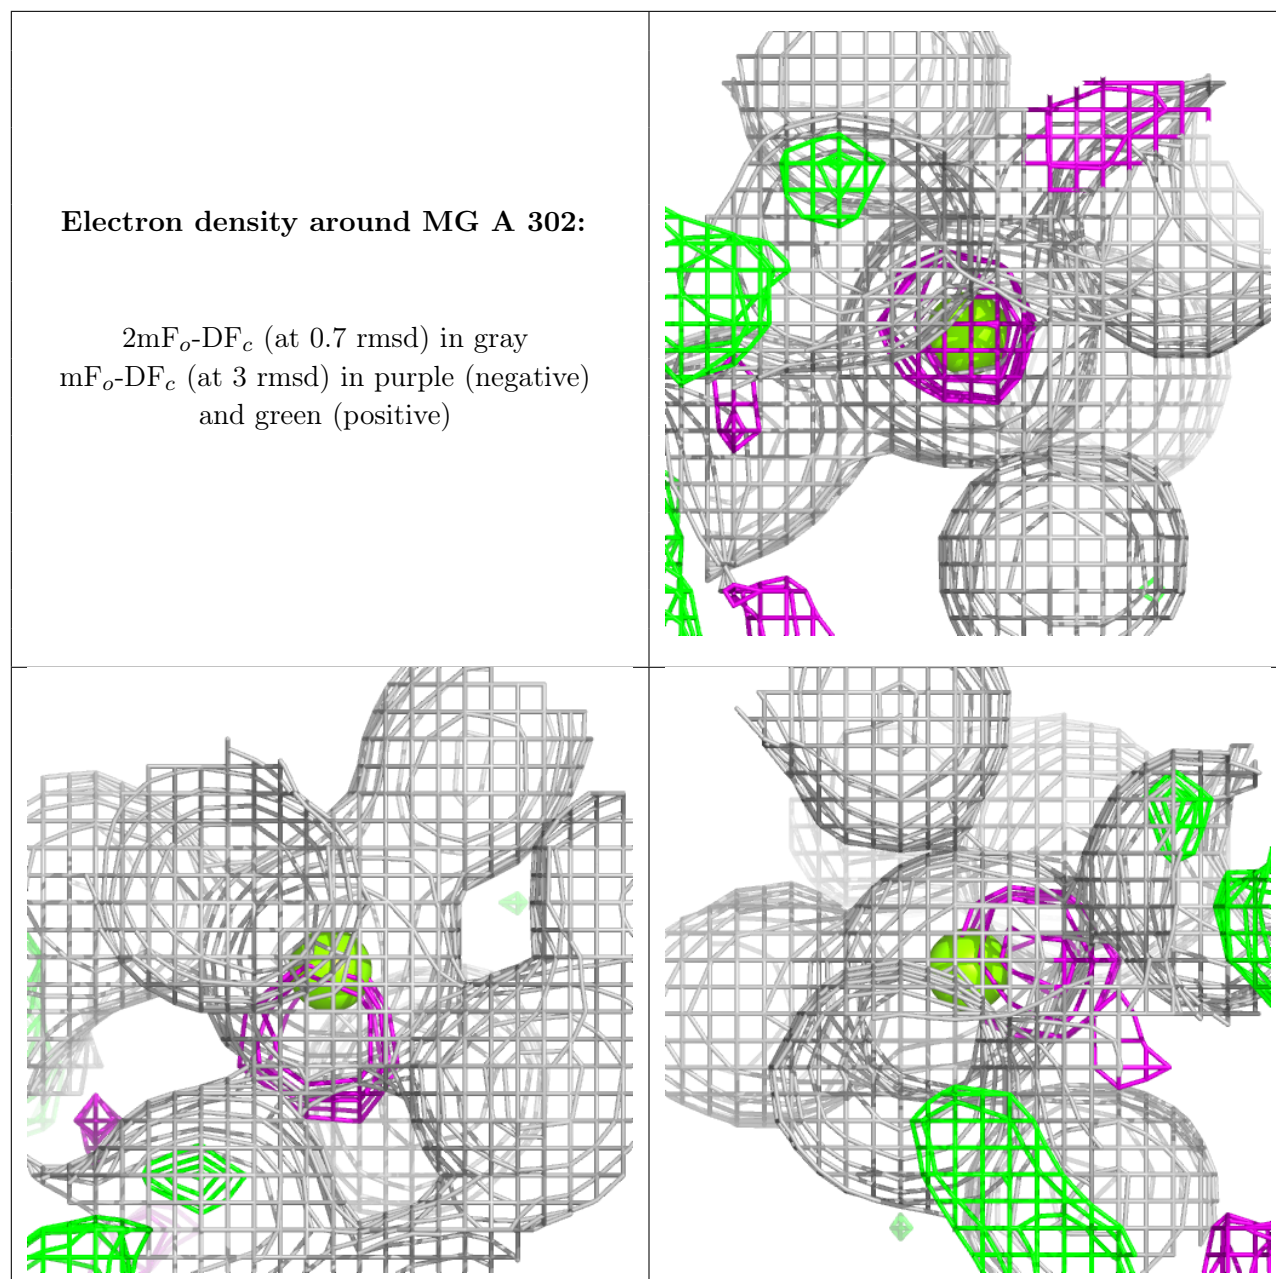 Electron density around MG A 302:
2mFo-DFc (at 0.7 rmsd) in gray
mFo-DFc (at 3 rmsd) in purple (negative)
and green (positive)